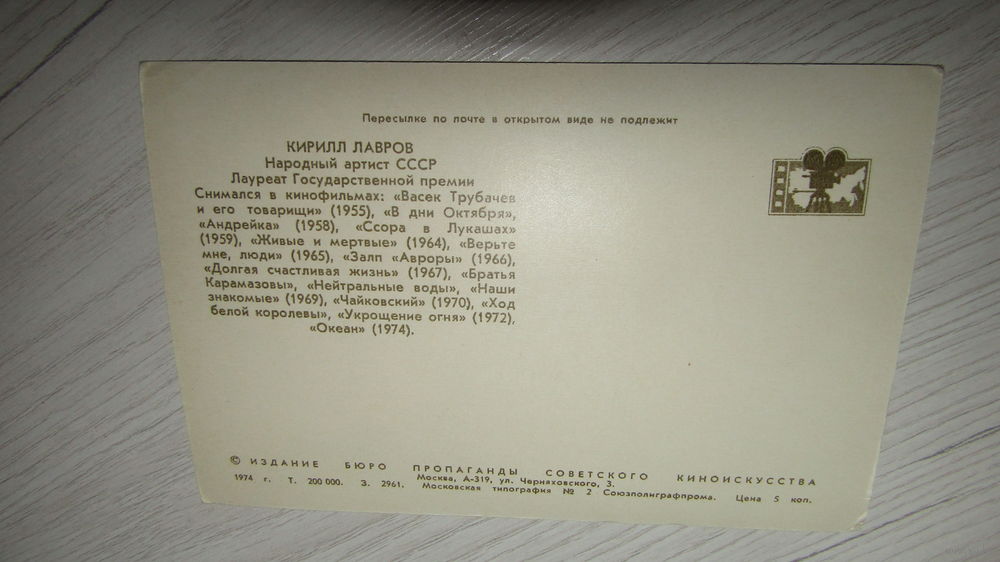 Пересылке по почте в открытом виде не подлежит
КИРИЛЛ ЛАВРОВ
Народный артист СССР
Лауреат Государственной премии
Снимался в кинофильмах: «Васек Трубачев
и его товарищи» (1955), «В дни Октября»,
«Андрейка» (1958), «Ссора в Лукашах»
(1959), «Живые и мертвые» (1964), «Верьте
мне, люди» (1965), «Залп «Авроры» (1966),
«Долгая счастливая жизнь» (1967), «Братья
Карамазовы», «Нейтральные воды», «Наши
знакомые» (1969), «Чайковский» (1970), «Ход
белой королевы», «Укрощение огня» (1972),
«Океан» (1974).
© ИЗДАНИЕ БЮРО ПРОПАГАНДЫ СОВЕТСКОГО КИНОИСКУССТВА
Москва, А-319, ул. Черняховского, 3.
1974 г. Т. 200 000. З. 2961. Московская типография № 2 Союзполиграфпрома. Цена 5 коп.